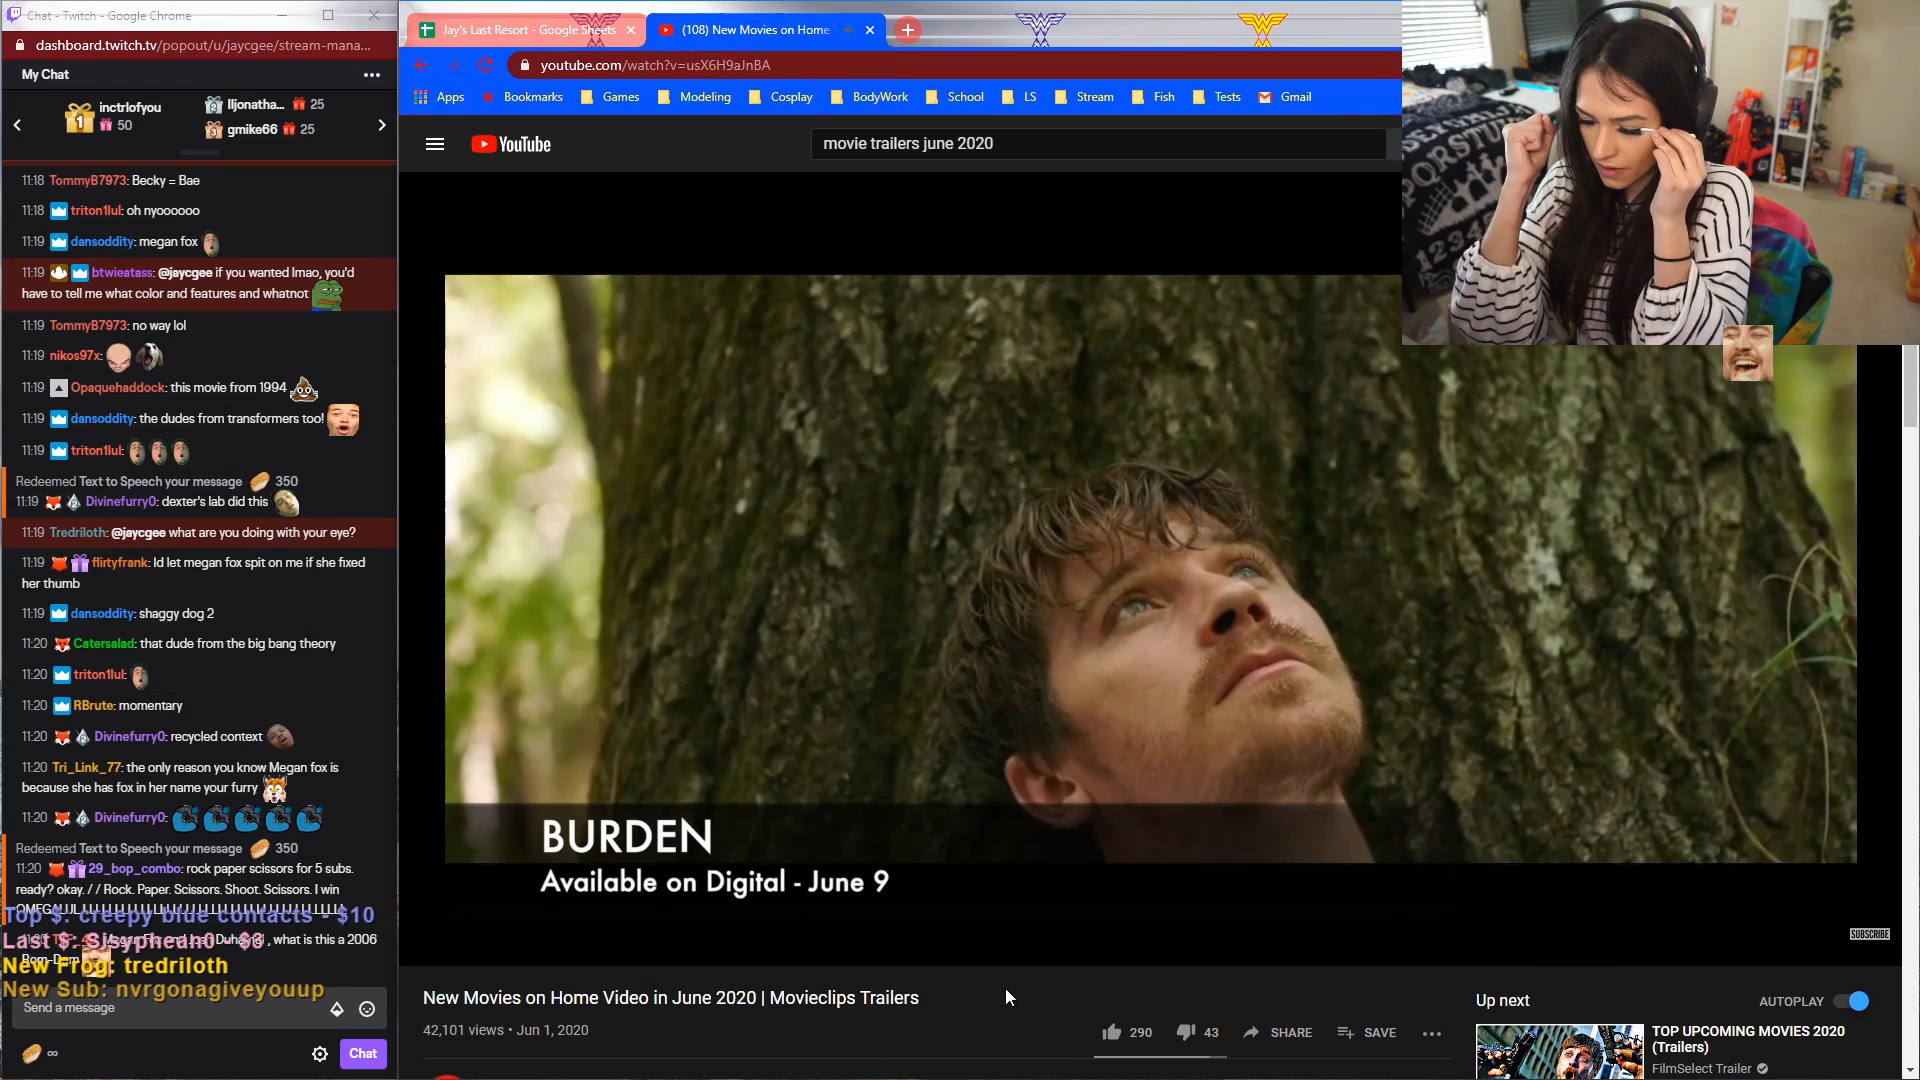 Chat - Twitch - Google Chrome
dashboard.twitch.tv/popout/u/jaycgee/stream-mana...
My Chat
1 inctrlofyou
50
2 lljonatha... 25
3 gmike66 25
11:18 TommyB7973: Becky = Bae
11:18 triton1lul: oh nyoooooo
11:19 dansoddity: megan fox
11:19 btwieatass: @jaycgee if you wanted lmao, you'd
have to tell me what color and features and whatnot
11:19 TommyB7973: no way lol
11:19 nikos97x:
11:19 Opaquehaddock: this movie from 1994
11:19 dansoddity: the dudes from transformers too!
11:19 triton1lul:
Redeemed Text to Speech your message 350
11:19 Divinefurry0: dexter's lab did this
11:19 Tredriloth: @jaycgee what are you doing with your eye?
11:19 flirtyfrank: Id let megan fox spit on me if she fixed
her thumb
11:19 dansoddity: shaggy dog 2
11:20 Catersalad: that dude from the big bang theory
11:20 triton1lul:
11:20 RBrute: momentary
11:20 Divinefurry0: recycled context
11:20 Tri_Link_77: the only reason you know Megan fox is
because she has fox in her name your furry
11:20 Divinefurry0:
Redeemed Text to Speech your message 350
11:20 29_bop_combo: rock paper scissors for 5 subs.
ready? okay. / / Rock. Paper. Scissors. Shoot. Scissors. I win
Top $: creepy blue contacts - $10
Last $: Sisyphean0 - $3
, what is this a 2006
Rom-Dom
New Frog: tredriloth
New Sub: nvrgonagiveyouup
Send a message
Chat
Jay's Last Resort - Google Sheets
(108) New Movies on Home
youtube.com/watch?v=usX6H9aJnBA
Apps Bookmarks Games Modeling Cosplay BodyWork School LS Stream Fish Tests Gmail
YouTube
movie trailers june 2020
BURDEN
Available on Digital - June 9
SUBSCRIBE
New Movies on Home Video in June 2020 | Movieclips Trailers
42,101 views • Jun 1, 2020
290 43 SHARE SAVE
Up next
AUTOPLAY
TOP UPCOMING MOVIES 2020
(Trailers)
FilmSelect Trailer